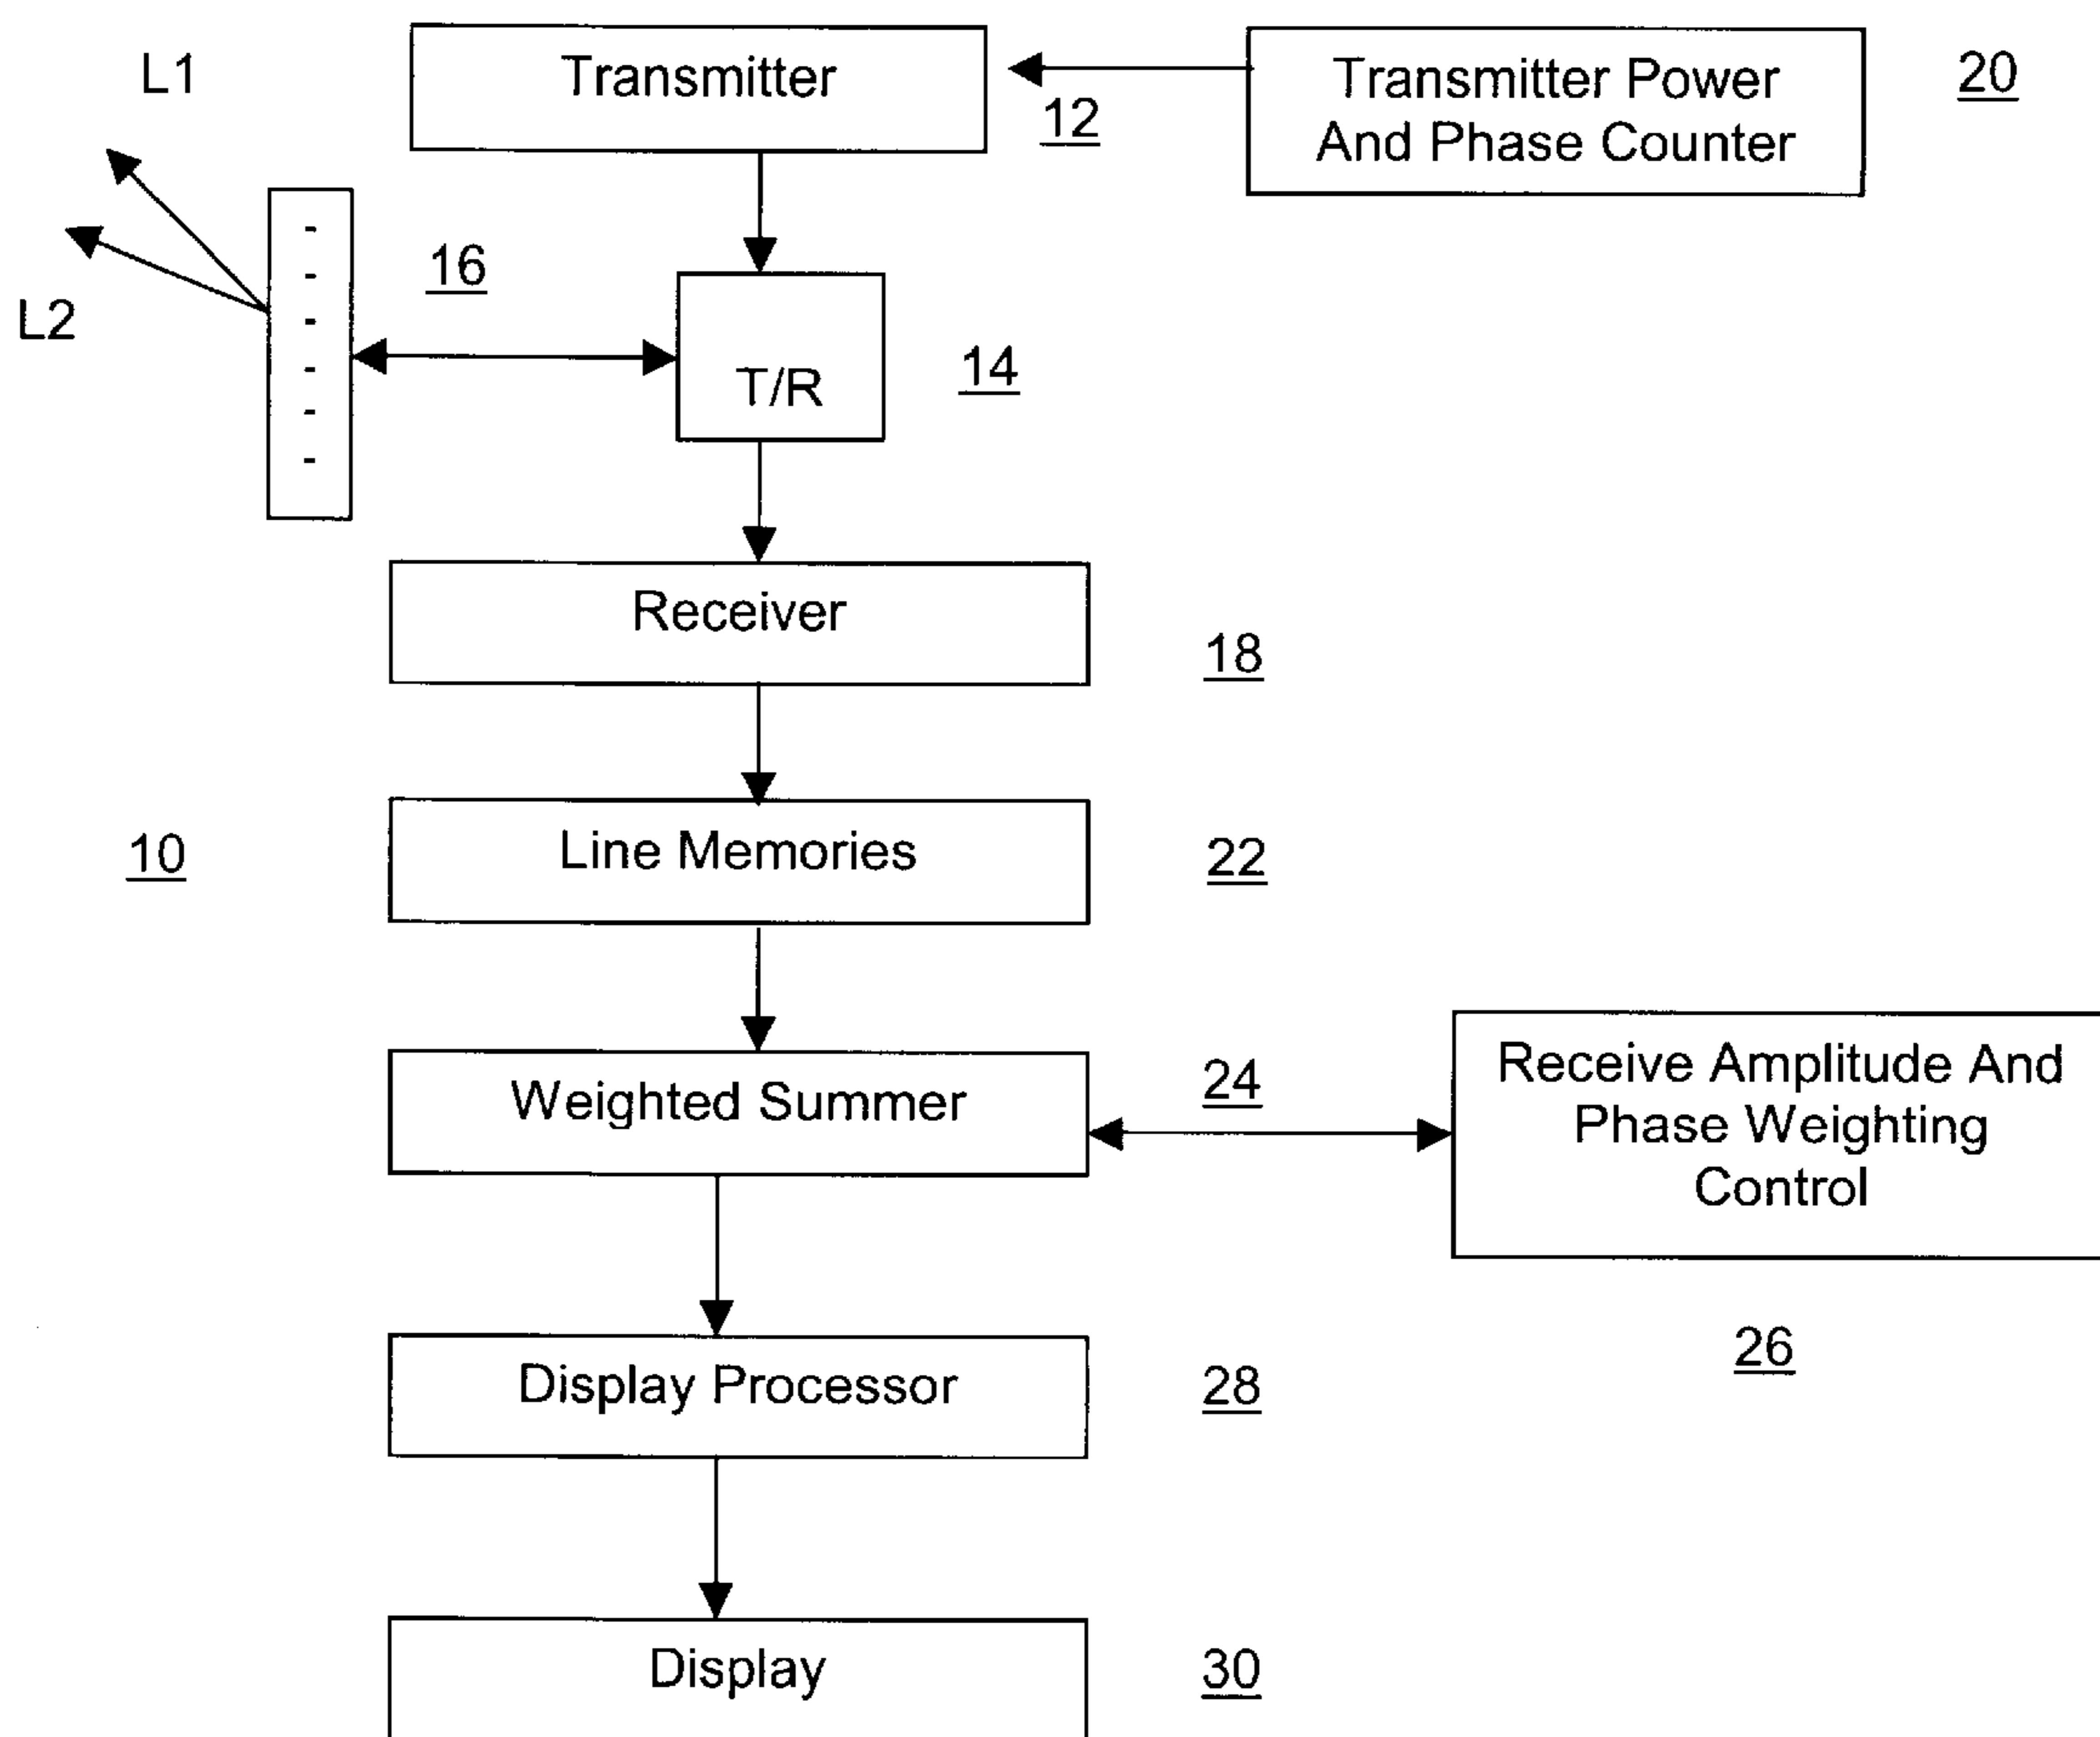 L1
Transmitter
12
Transmitter Power
And Phase Counter
20
L2
16
T/R
14
Receiver
18
10
Line Memories
22
Weighted Summer
24
Receive Amplitude And
Phase Weighting
Control
26
Display Processor
28
Display
30